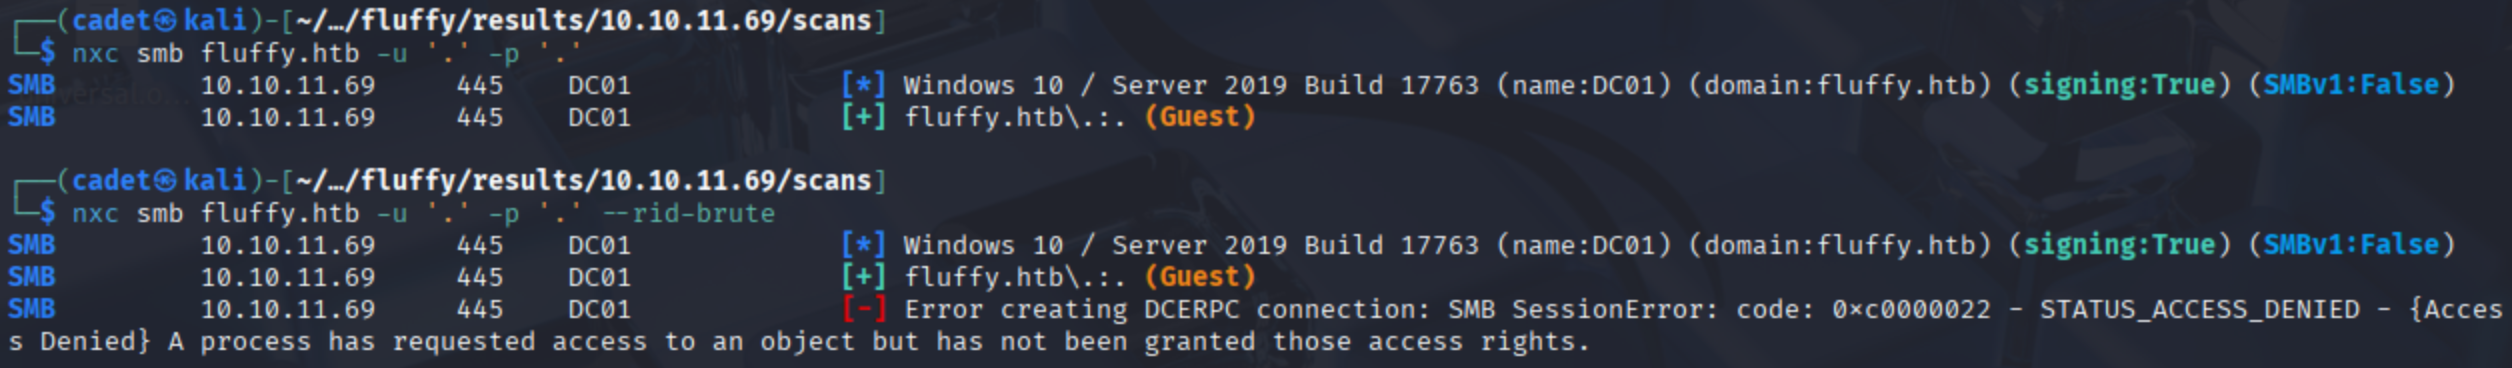 ┌──(cadet㉿kali)-[~/…/fluffy/results/10.10.11.69/scans]
└─$ nxc smb fluffy.htb -u '.' -p '.'
SMB         10.10.11.69     445    DC01             [*] Windows 10 / Server 2019 Build 17763 (name:DC01) (domain:fluffy.htb) (signing:True) (SMBv1:False)
SMB         10.10.11.69     445    DC01             [+] fluffy.htb\.:. (Guest)
┌──(cadet㉿kali)-[~/…/fluffy/results/10.10.11.69/scans]
└─$ nxc smb fluffy.htb -u '.' -p '.' --rid-brute
SMB         10.10.11.69     445    DC01             [*] Windows 10 / Server 2019 Build 17763 (name:DC01) (domain:fluffy.htb) (signing:True) (SMBv1:False)
SMB         10.10.11.69     445    DC01             [+] fluffy.htb\.:. (Guest)
SMB         10.10.11.69     445    DC01             [-] Error creating DCERPC connection: SMB SessionError: code: 0xc0000022 - STATUS_ACCESS_DENIED - {Acces
s Denied} A process has requested access to an object but has not been granted those access rights.